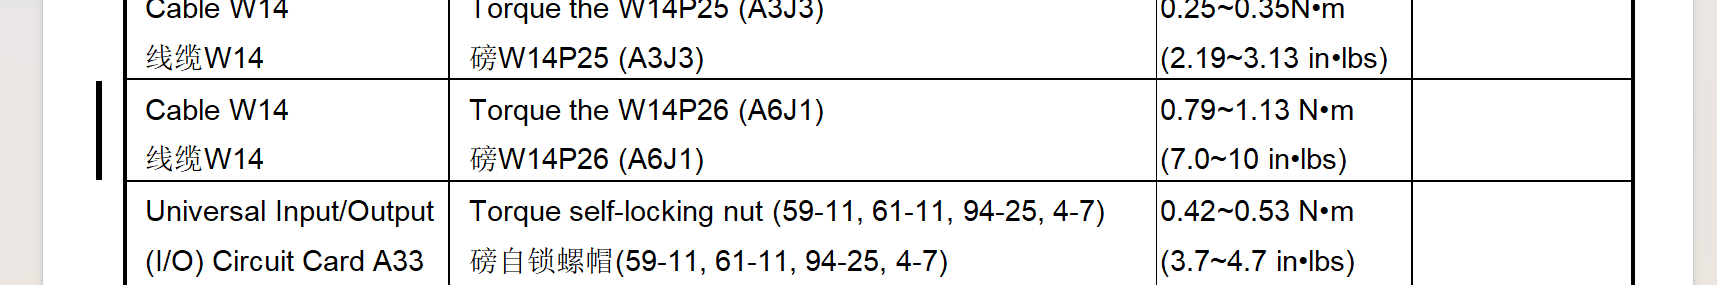 Cable W14
Torque the W14P25 (A3J3)
0.25~0.35N•m
线缆W14
磅W14P25 (A3J3)
(2.19~3.13 in•lbs)
Cable W14
Torque the W14P26 (A6J1)
0.79~1.13 N•m
线缆W14
磅W14P26 (A6J1)
(7.0~10 in•lbs)
Universal Input/Output
Torque self-locking nut (59-11, 61-11, 94-25, 4-7)
0.42~0.53 N•m
(I/O) Circuit Card A33
磅自锁螺帽(59-11, 61-11, 94-25, 4-7)
(3.7~4.7 in•lbs)